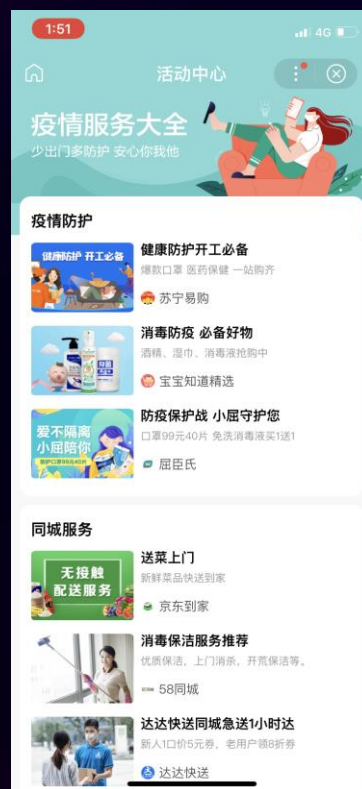 1:51
4G
活动中心
疫情服务大全
少出门多防护 安心你我他
疫情防护
健康防护 开工必备
健康防护开工必备
爆款口罩 医药保健 一站购齐
苏宁易购
消毒防疫 必备好物
酒精、湿巾、消毒液抢购中
宝宝知道精选
爱不隔离
小屈陪你
防护口罩99元40片
防疫保护战 小屈守护您
口罩99元40片 免洗消毒液买1送1
屈臣氏
同城服务
无接触
配送服务
送菜上门
新鲜菜品快送到家
京东到家
消毒保洁服务推荐
优质保洁，上门消杀，开荒保洁等。
58同城
达达快送同城急送1小时达
新人1口价5元券，老用户领8折券
达达快送